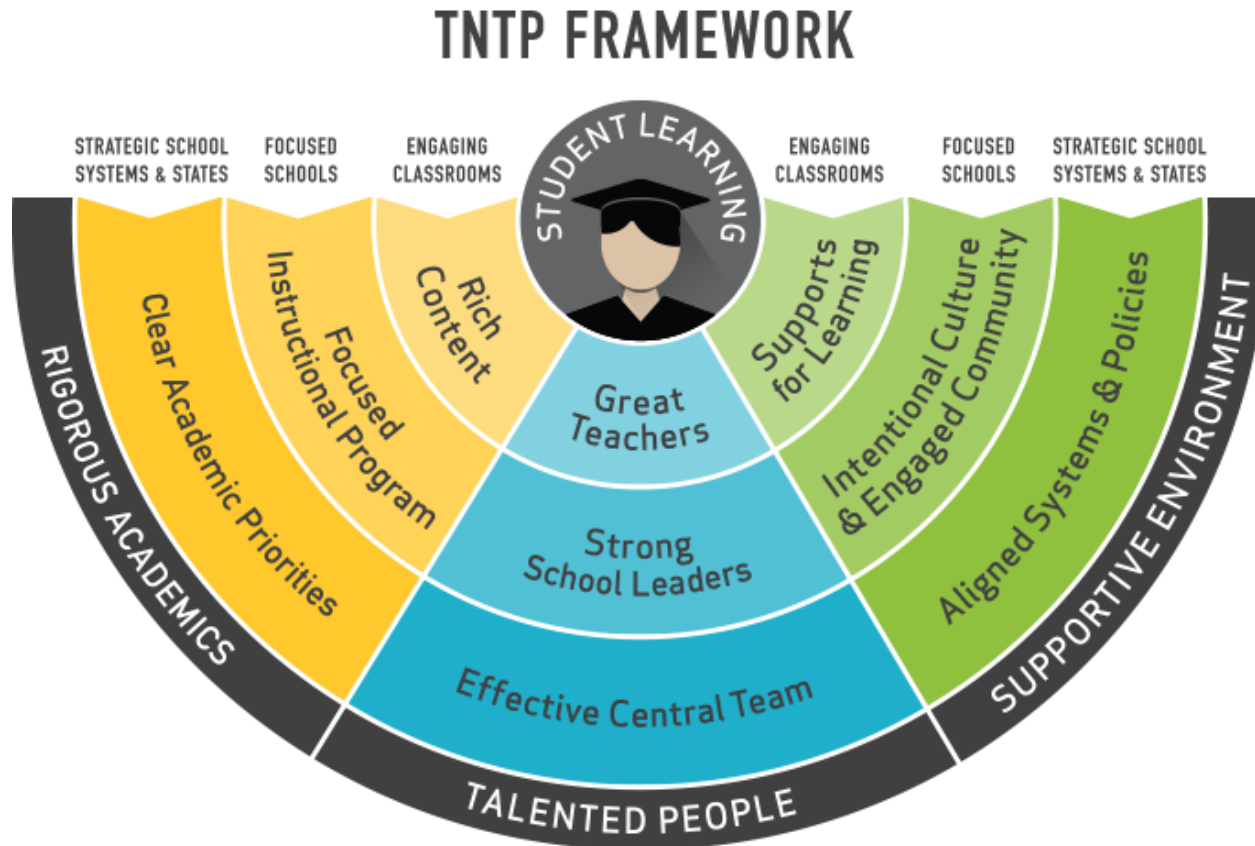 TNTP FRAMEWORK
STRATEGIC SCHOOL
SYSTEMS & STATES
FOCUSED
SCHOOLS
ENGAGING
CLASSROOMS
STUDENT LEARNING
ENGAGING
CLASSROOMS
FOCUSED
SCHOOLS
STRATEGIC SCHOOL
SYSTEMS & STATES
RIGOROUS ACADEMICS
Clear Academic Priorities
Focused
Instructional Program
Rich
Content
Great
Teachers
Strong
School Leaders
Effective Central Team
TALENTED PEOPLE
Supports
for Learning
Intentional Culture
& Engaged Community
Aligned Systems & Policies
SUPPORTIVE ENVIRONMENT